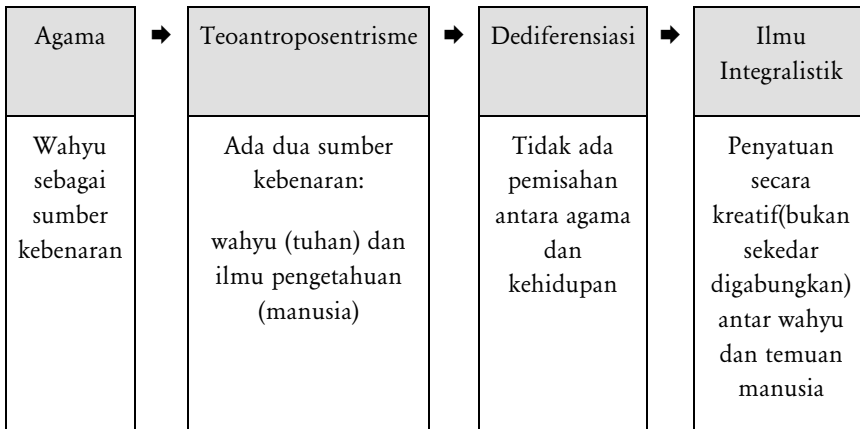 Agama
Teoantroposentrisme
Dediferensiasi
Ilmu
Integralistik
Wahyu
sebagai
sumber
kebenaran
Ada dua sumber
kebenaran:
wahyu (tuhan) dan
ilmu pengetahuan
(manusia)
Tidak ada
pemisahan
antara agama
dan
kehidupan
Penyatuan
secara
kreatif(bukan
sekedar
digabungkan)
antar wahyu
dan temuan
manusia